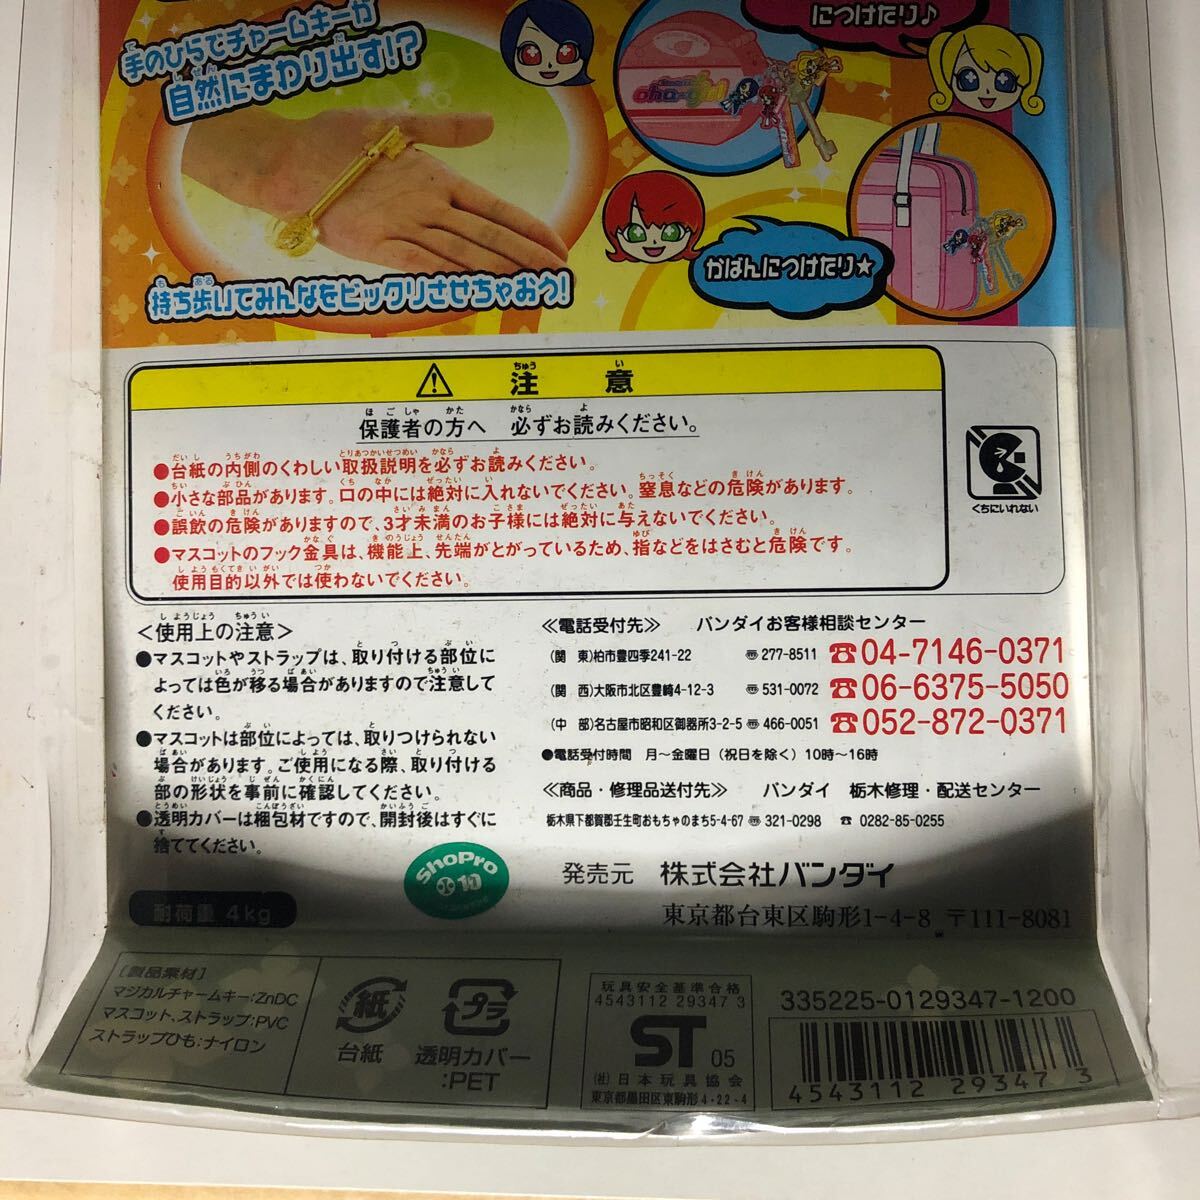 手のひらでチャームキーが
自然にまわり出す!?
につけたり♪
かばんにつけたり★
持ち歩いてみんなをビックリさせちゃおう!
注意
保護者の方へ 必ずお読みください。
●台紙の内側のくわしい取扱説明を必ずお読みください。
●小さな部品があります。口の中には絶対に入れないでください。窒息などの危険があります。
●誤飲の危険がありますので、3才未満のお子様には絶対に与えないでください。
●マスコットのフック金具は、機能上、先端がとがっているため、指などをはさむと危険です。
使用目的以外では使わないでください。
くちにいれない
<使用上の注意>
●マスコットやストラップは、取り付ける部位に
よっては色が移る場合がありますので注意して
ください。
●マスコットは部位によっては、取りつけられない
場合があります。ご使用になる際、取り付ける
部の形状を事前に確認してください。
●透明カバーは梱包材ですので、開封後はすぐに
捨ててください。
耐荷重 4kg
ShoPro
10
≪電話受付先≫ バンダイお客様相談センター
(関 東)柏市豊四季241-22 〠277-8511 ☎04-7146-0371
(関 西)大阪市北区豊崎4-12-3 〠531-0072 ☎06-6375-5050
(中 部)名古屋市昭和区御器所3-2-5 〠466-0051 ☎052-872-0371
●電話受付時間 月〜金曜日(祝日を除く)10時〜16時
≪商品・修理品送付先≫ バンダイ 栃木修理・配送センター
栃木県下都賀郡壬生町おもちゃのまち5-4-67 〠321-0298 ☎ 0282-85-0255
発売元 株式会社バンダイ
東京都台東区駒形1-4-8 〒111-8081
[製品素材]
マジカルチャームキー:ZnDC
マスコット、ストラップ:PVC
ストラップひも:ナイロン
紙
台紙
プラ
透明カバー
:PET
玩具安全基準合格
4543112 29347 3
ST 05
(社)日本玩具協会
東京都墨田区東駒形4-22-4
335225-0129347-1200
4543112 29347 3